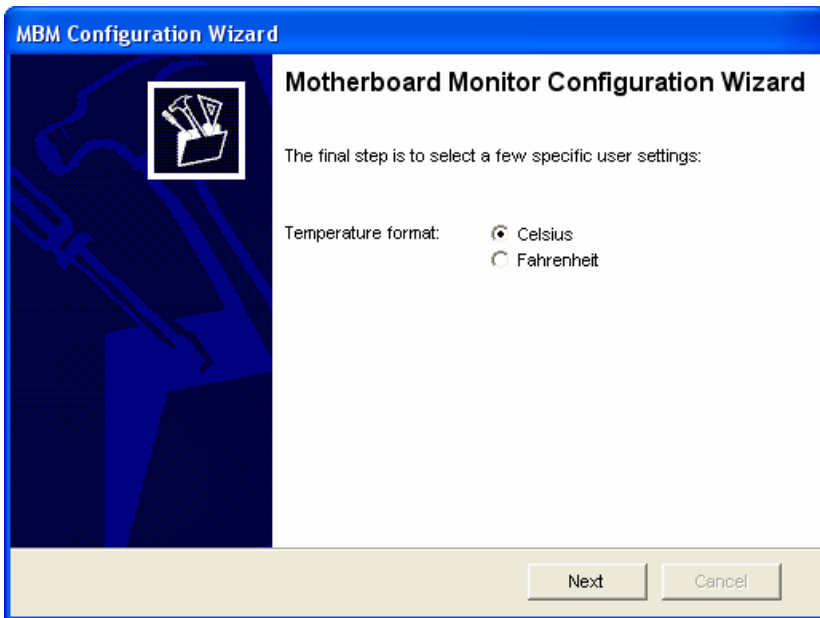 MBM Configuration Wizard
Motherboard Monitor Configuration Wizard
The final step is to select a few specific user settings:
Temperature format: Celsius
Fahrenheit
Next Cancel